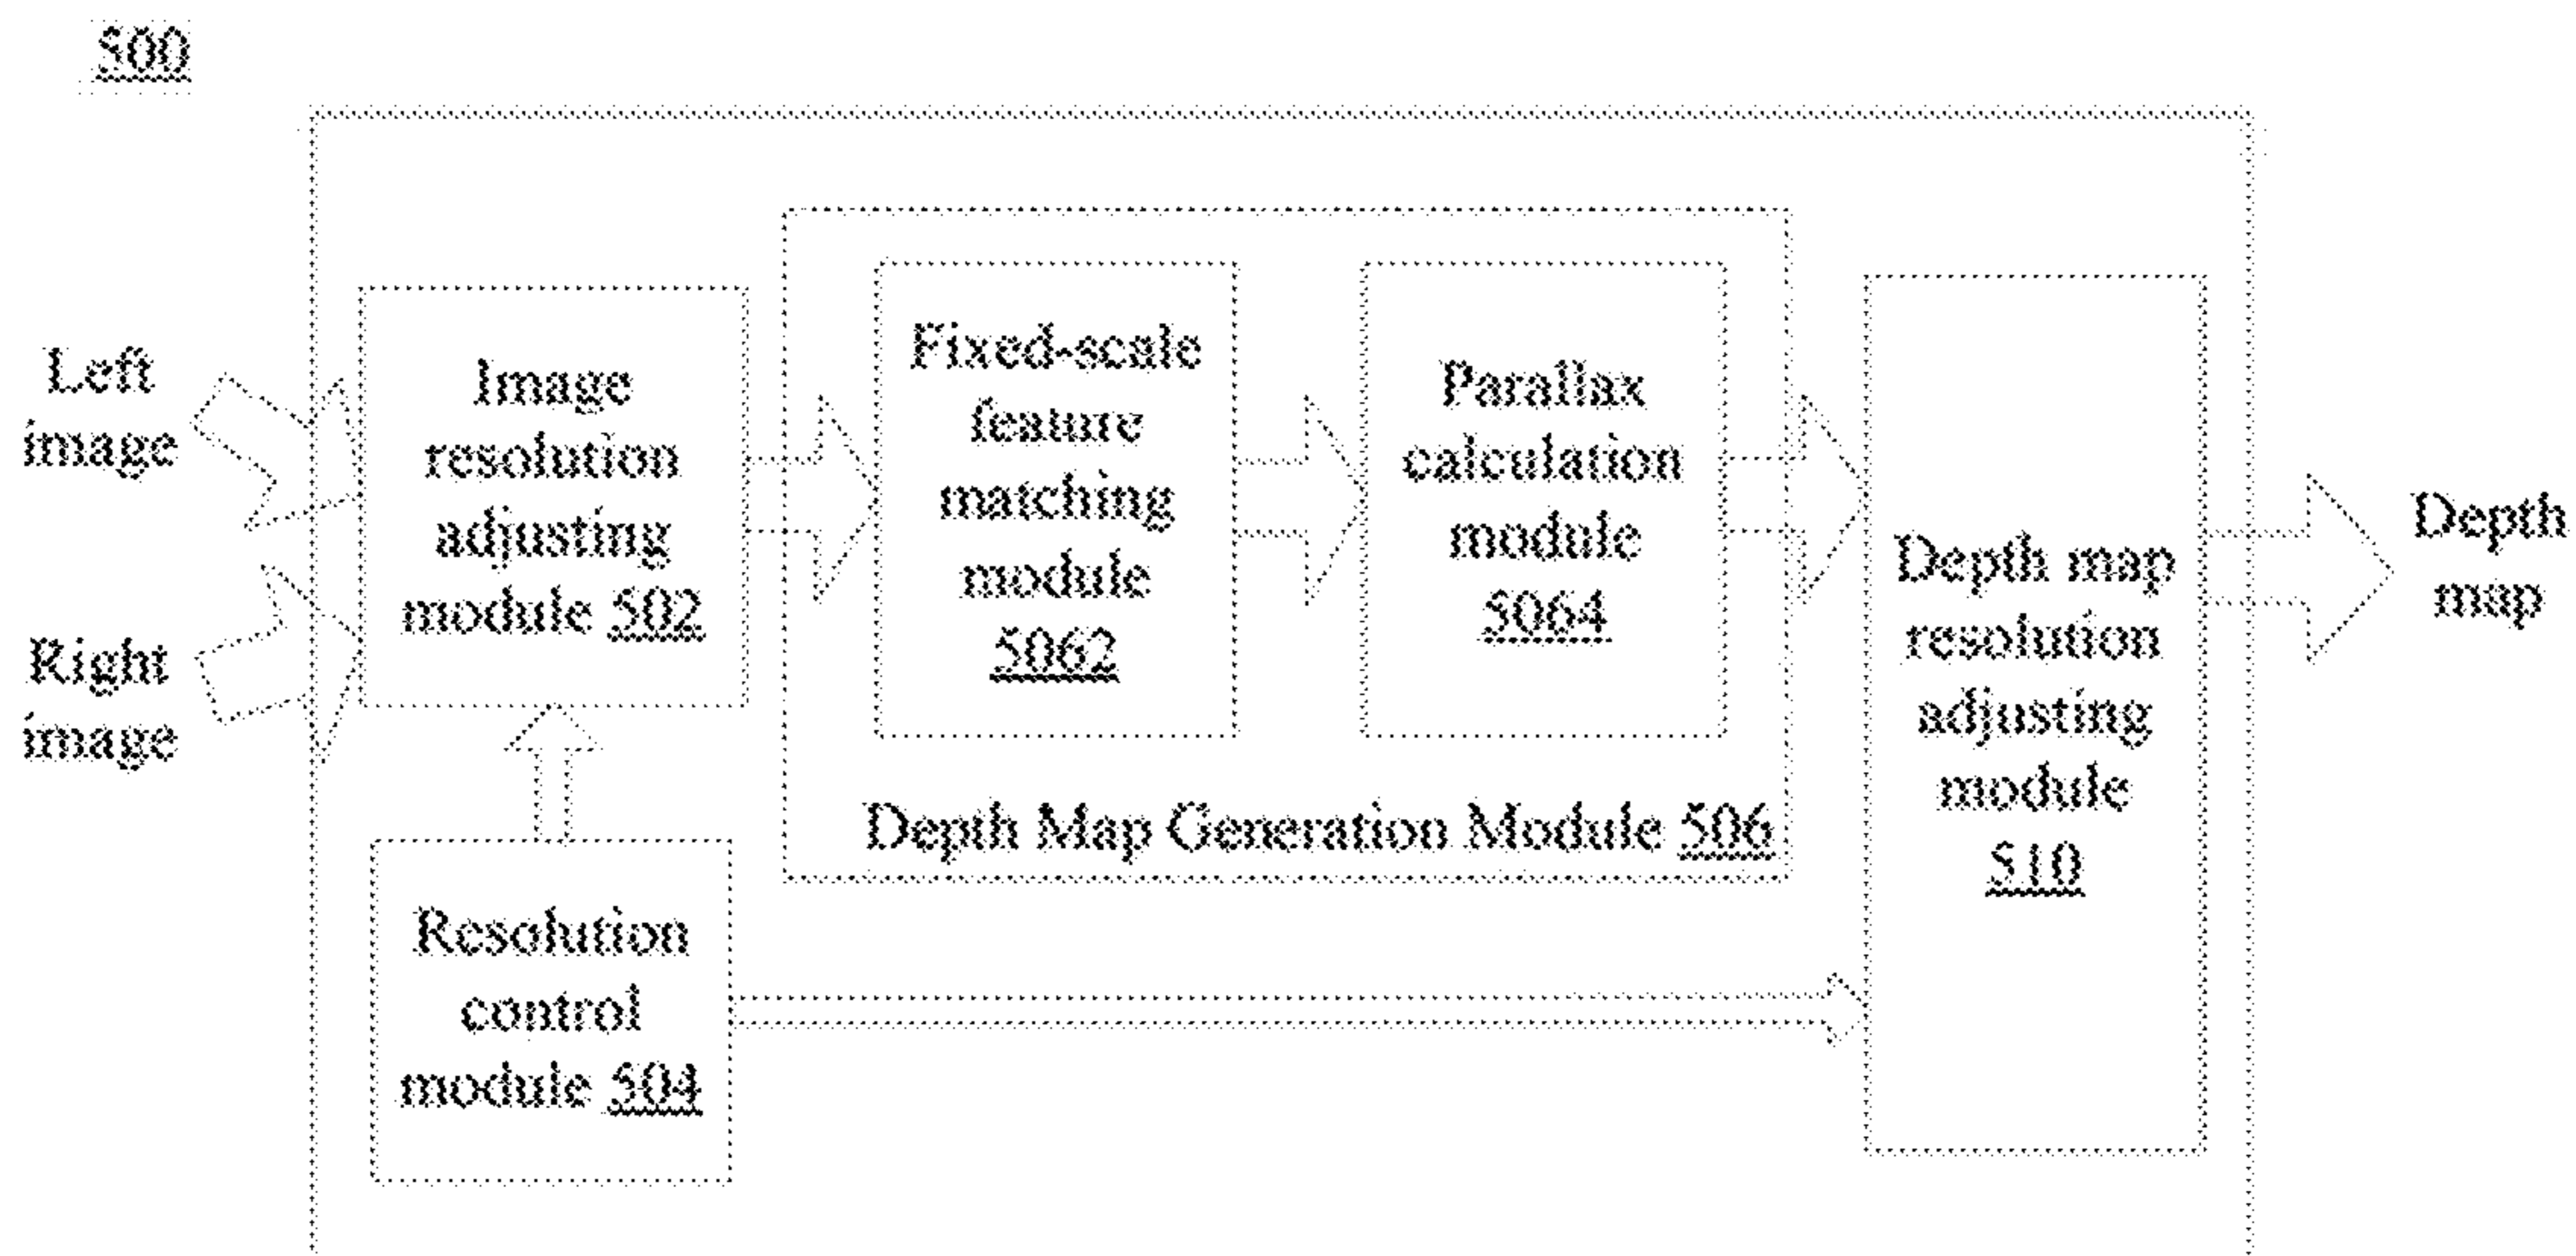 500
Left
image
Right
image
Image
resolution
adjusting
module 502
Resolution
control
module 504
Fixed-scale
feature
matching
module
5062
Parallax
calculation
module
5064
Depth Map Generation Module 506
Depth map
resolution
adjusting
module
510
Depth
map